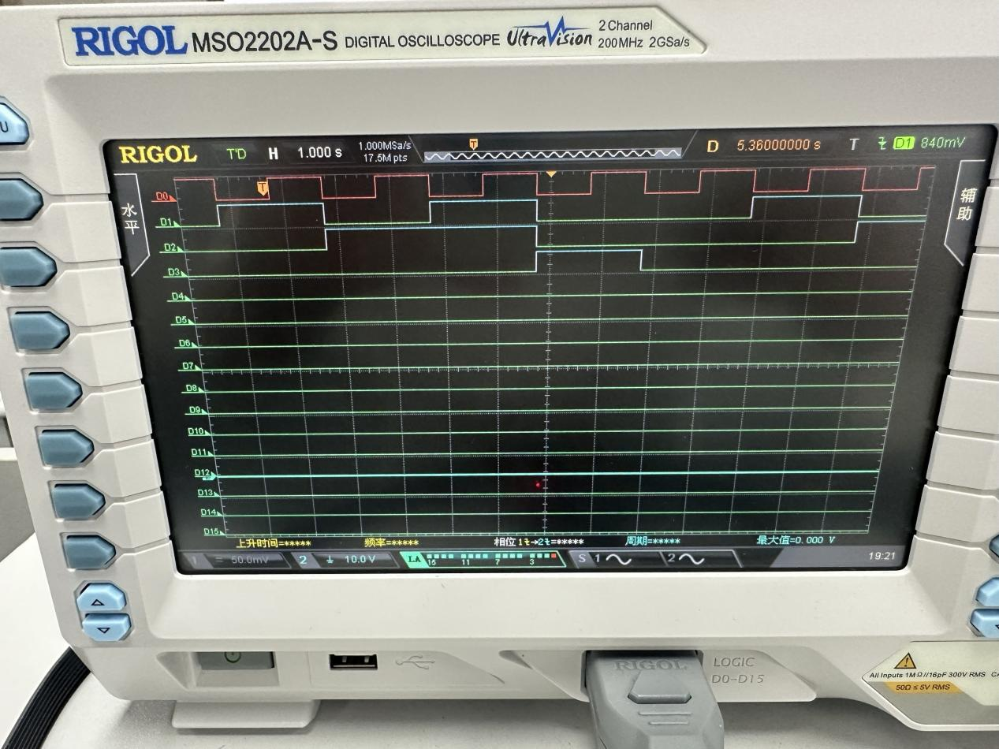 RIGOL MSO2202A-S DIGITAL OSCILLOSCOPE UltraVision 2 Channel
200MHz 2GSa/s
U
RIGOL T'D H 1.000 s 1.000MSa/s
17.5M pts
T
D 5.36000000 s T D1 840mV
水平
辅助
T
D0
D1
D2
D3
D4
D5
D6
D7
D8
D9
D10
D11
D12
D13
D14
D15
上升时间=***** 频率=***** 相位1→2=***** 周期=***** 最大值=0.000 V
1 = 50.0mV 2 10.0 V LA 15 11 7 3 S 1 2 19:21
RIGOL
LOGIC
D0-D15
All Inputs 1MΩ//16pF 300V RMS CA
50Ω ≤ 5V RMS